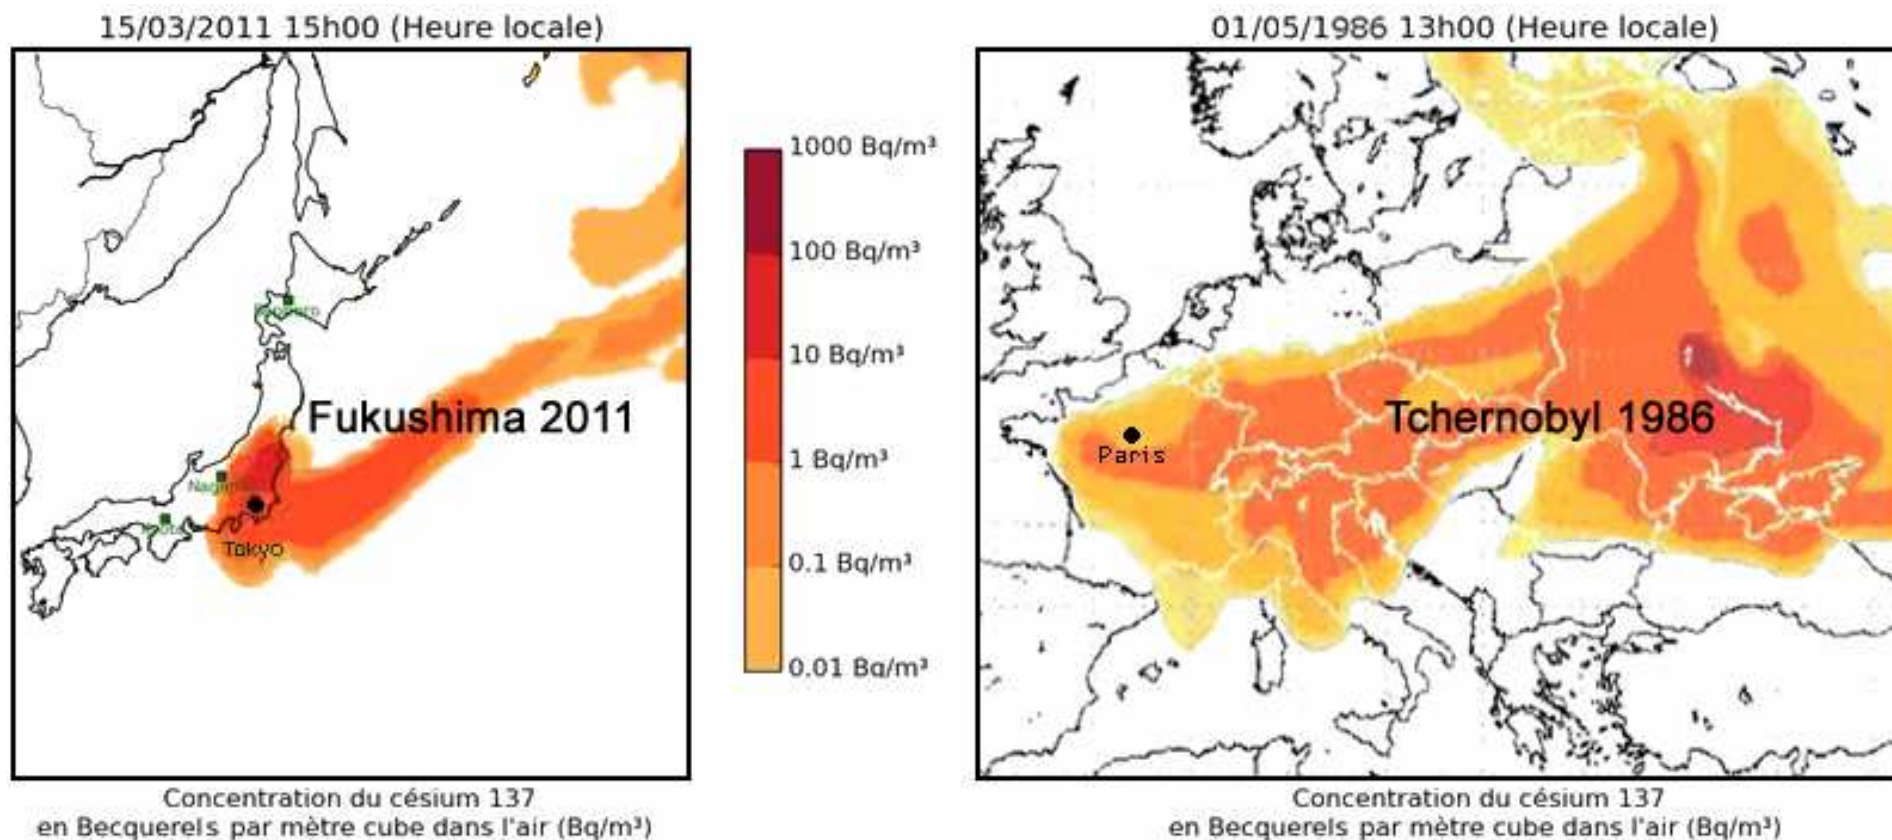 15/03/2011 15h00 (Heure locale)
Fukushima 2011
Tokyo
Concentration du césium 137
en Becquerels par mètre cube dans l'air (Bq/m³)
1000 Bq/m³
100 Bq/m³
10 Bq/m³
1 Bq/m³
0.1 Bq/m³
0.01 Bq/m³
01/05/1986 13h00 (Heure locale)
Tchernobyl 1986
Paris
Concentration du césium 137
en Becquerels par mètre cube dans l'air (Bq/m³)